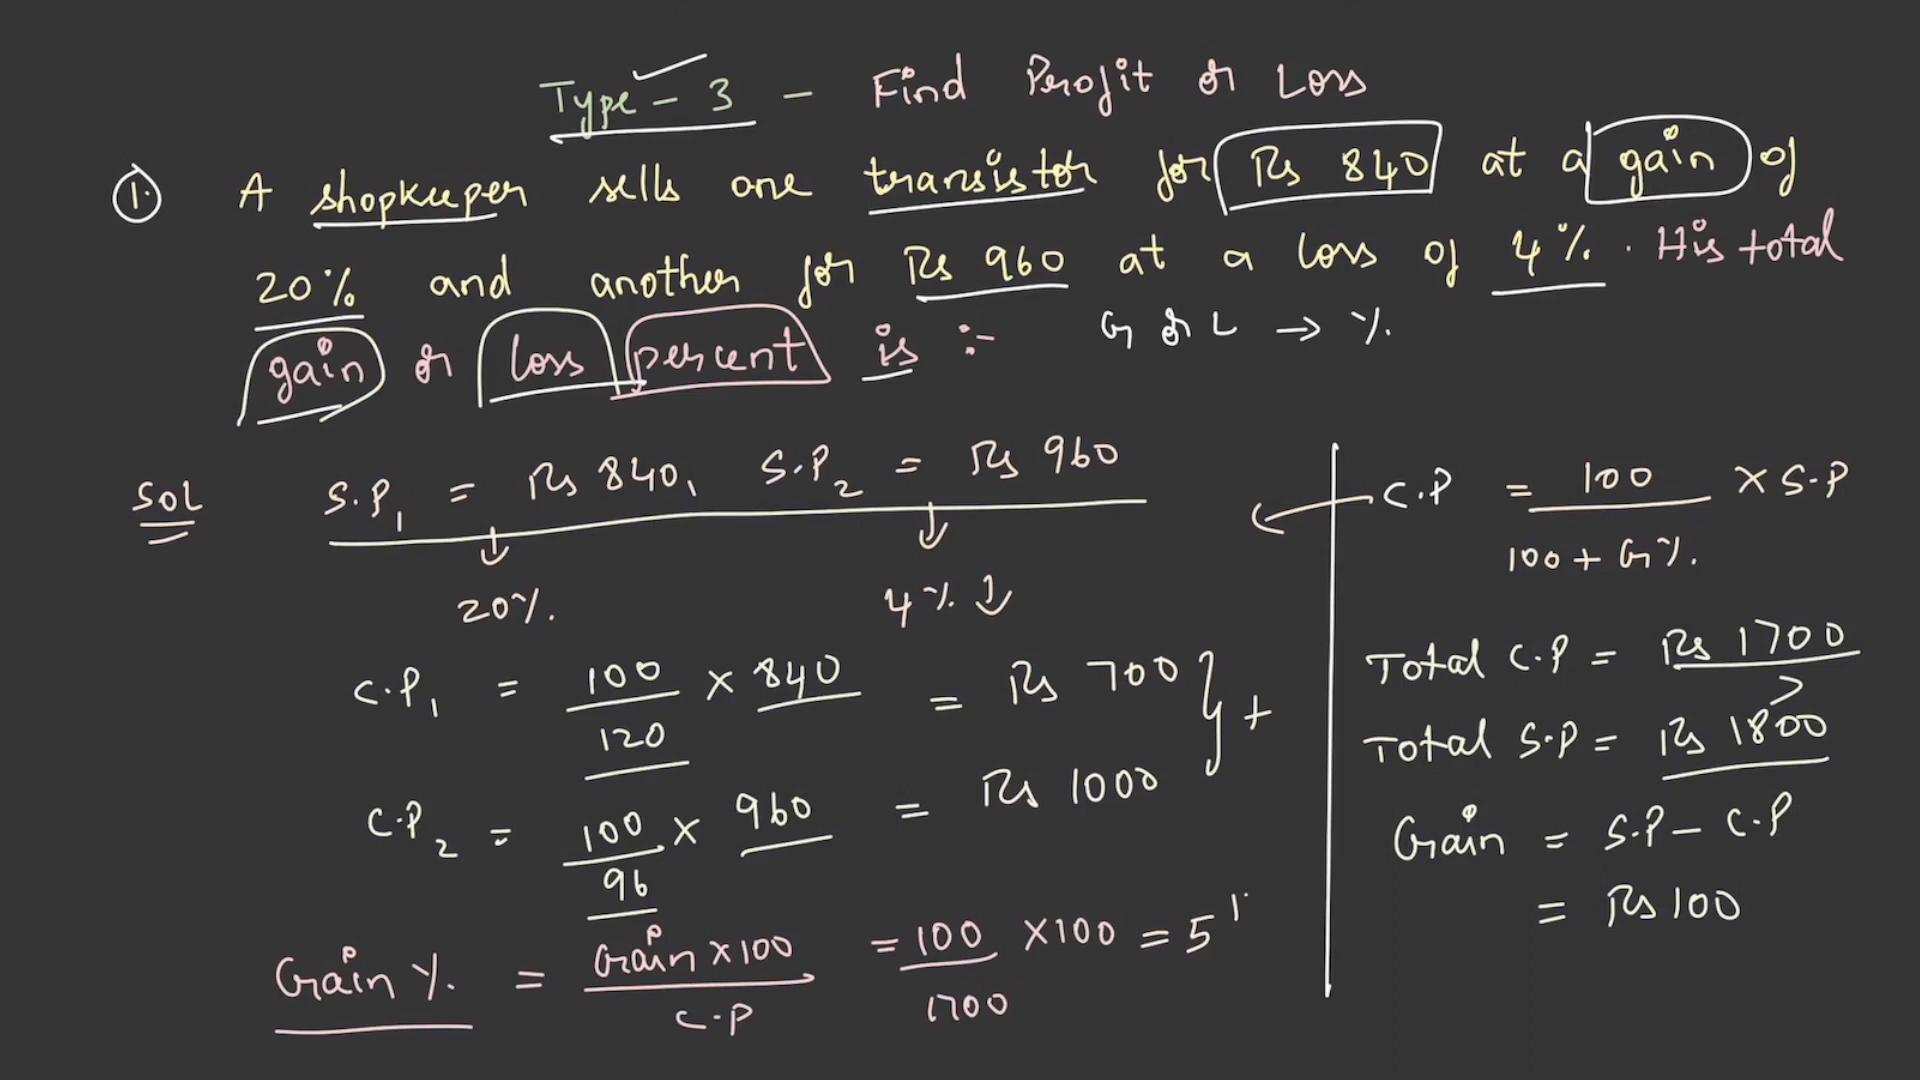 Type-3 - Find Profit or Loss
1. A shopkeeper sells one transistor for Rs 840 at a gain of
20% and another for Rs 960 at a loss of 4%. His total
gain or loss percent is :-
G or L → %.
Sol S.P1 = Rs 840, S.P2 = Rs 960
↓ 20%. ↓ 4% ↓
C.P1 = 100/120 × 840 = Rs 700 } +
C.P2 = 100/96 × 960 = Rs 1000
Gain %. = Gain × 100 / C.P = 100/1700 × 100 = 5
← C.P = 100/100 + G%. × S.P
Total C.P = Rs 1700
Total S.P = Rs 1800
Gain = S.P - C.P
= Rs 100